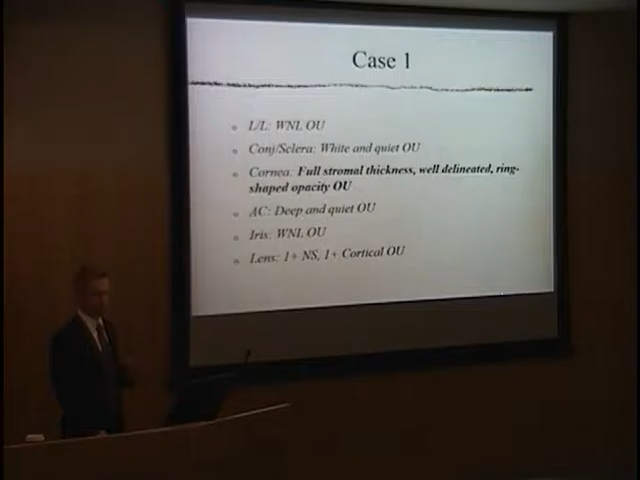 Case 1
L/L: WNL OU
Conj/Sclera: White and quiet OU
Cornea: Full stromal thickness, well delineated, ring-
shaped opacity OU
AC: Deep and quiet OU
Iris: WNL OU
Lens: 1+ NS, 1+ Cortical OU